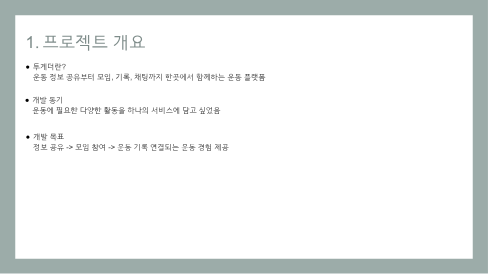 1. 프로젝트 개요
• 투게더란?
운동 정보 공유부터 모임, 기록, 채팅까지 한곳에서 함께하는 운동 플랫폼
• 개발 동기
운동에 필요한 다양한 활동을 하나의 서비스에 담고 싶었음
• 개발 목표
정보 공유 -> 모임 참여 -> 운동 기록 연결되는 운동 경험 제공